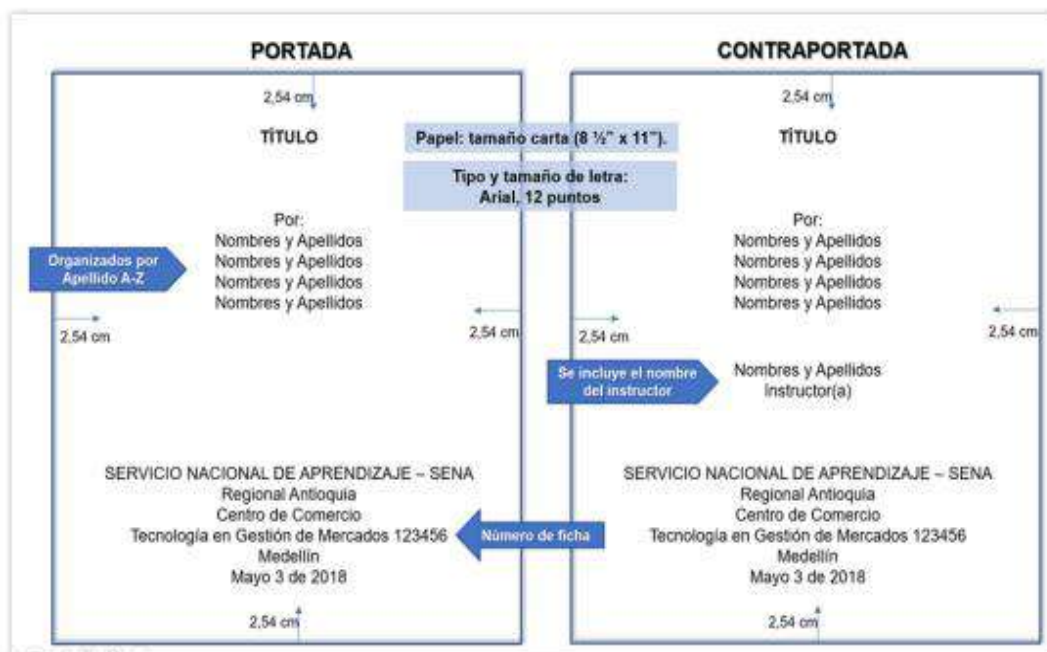 PORTADA
2,54 cm
TÍTULO
Por:
Nombres y Apellidos
Nombres y Apellidos
Nombres y Apellidos
Nombres y Apellidos
Organizados por
Apellido A-Z
2,54 cm
2,54 cm
SERVICIO NACIONAL DE APRENDIZAJE – SENA
Regional Antioquia
Centro de Comercio
Tecnología en Gestión de Mercados 123456
Medellín
Mayo 3 de 2018
2,54 cm
Papel: tamaño carta (8 ½” x 11”).
Tipo y tamaño de letra:
Arial, 12 puntos
Número de ficha
CONTRAPORTADA
2,54 cm
TÍTULO
Por:
Nombres y Apellidos
Nombres y Apellidos
Nombres y Apellidos
Nombres y Apellidos
2,54 cm
2,54 cm
Se incluye el nombre
del instructor
Nombres y Apellidos
Instructor(a)
SERVICIO NACIONAL DE APRENDIZAJE – SENA
Regional Antioquia
Centro de Comercio
Tecnología en Gestión de Mercados 123456
Medellín
Mayo 3 de 2018
2,54 cm